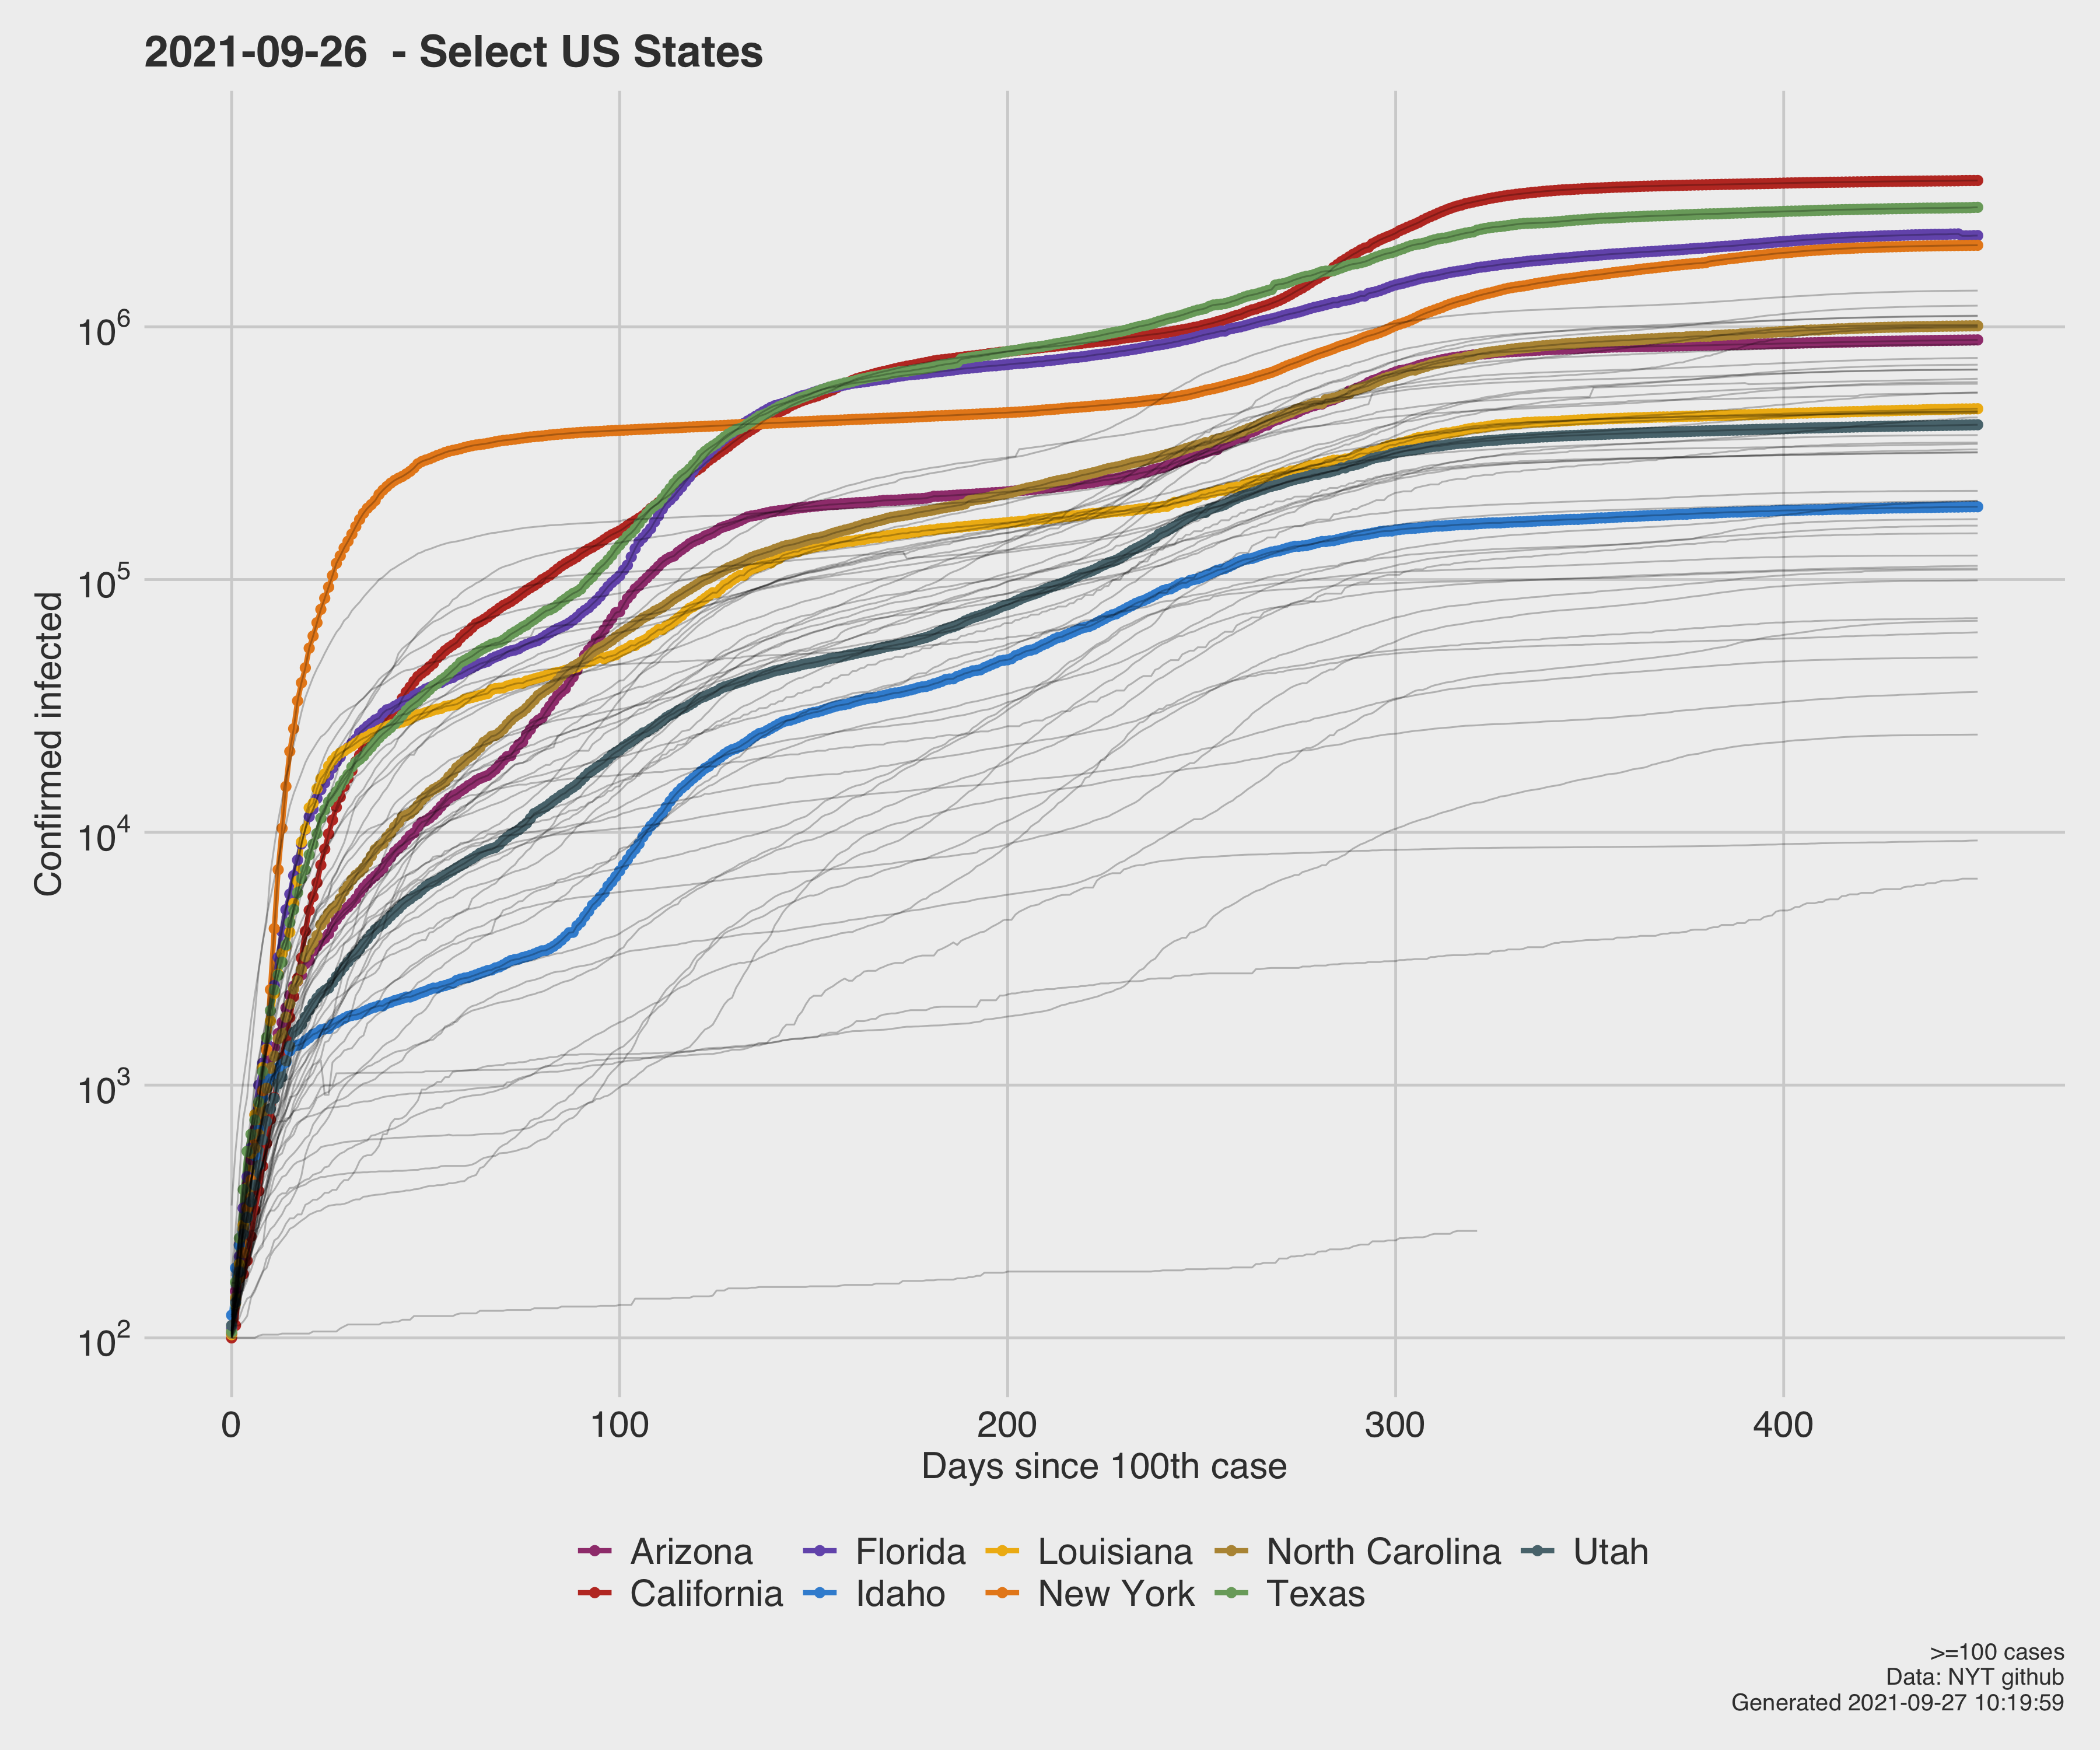 2021-09-26 - Select US States
Confirmed infected
10^6
10^5
10^4
10^3
10^2
0 100 200 300 400
Days since 100th case
Arizona Florida Louisiana North Carolina Utah
California Idaho New York Texas
>=100 cases
Data: NYT github
Generated 2021-09-27 10:19:59